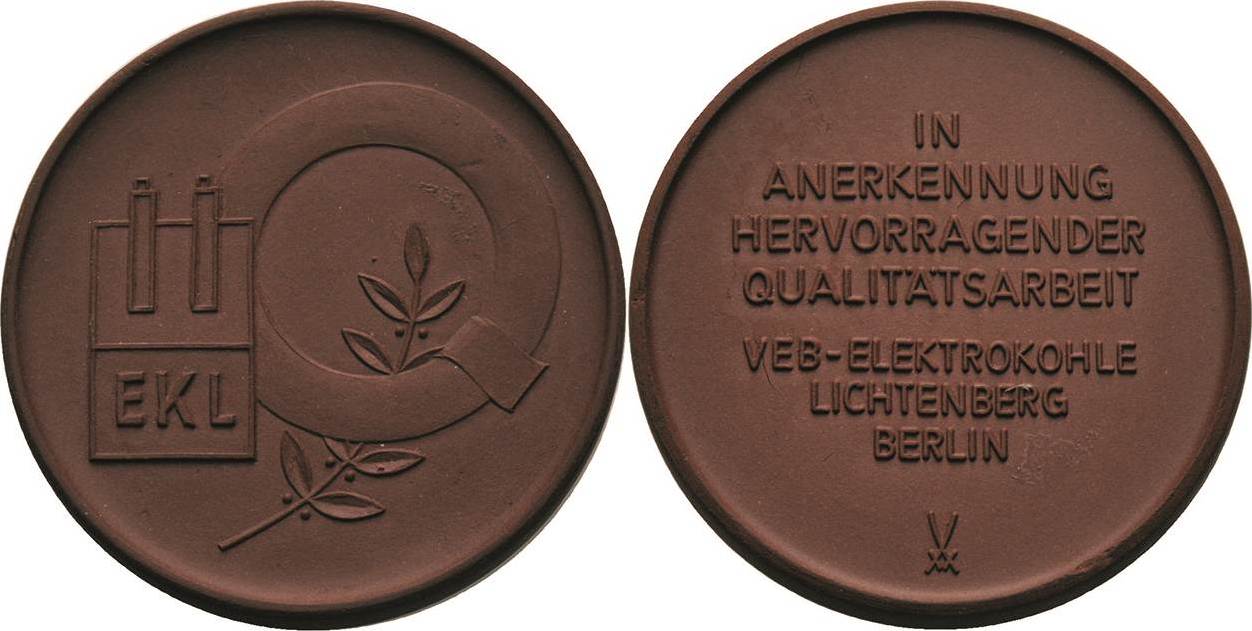 EKL
IN
ANERKENNUNG
HERVORRAGENDER
QUALITÄTSARBEIT
VEB-ELEKTROKOHLE
LICHTENBERG
BERLIN